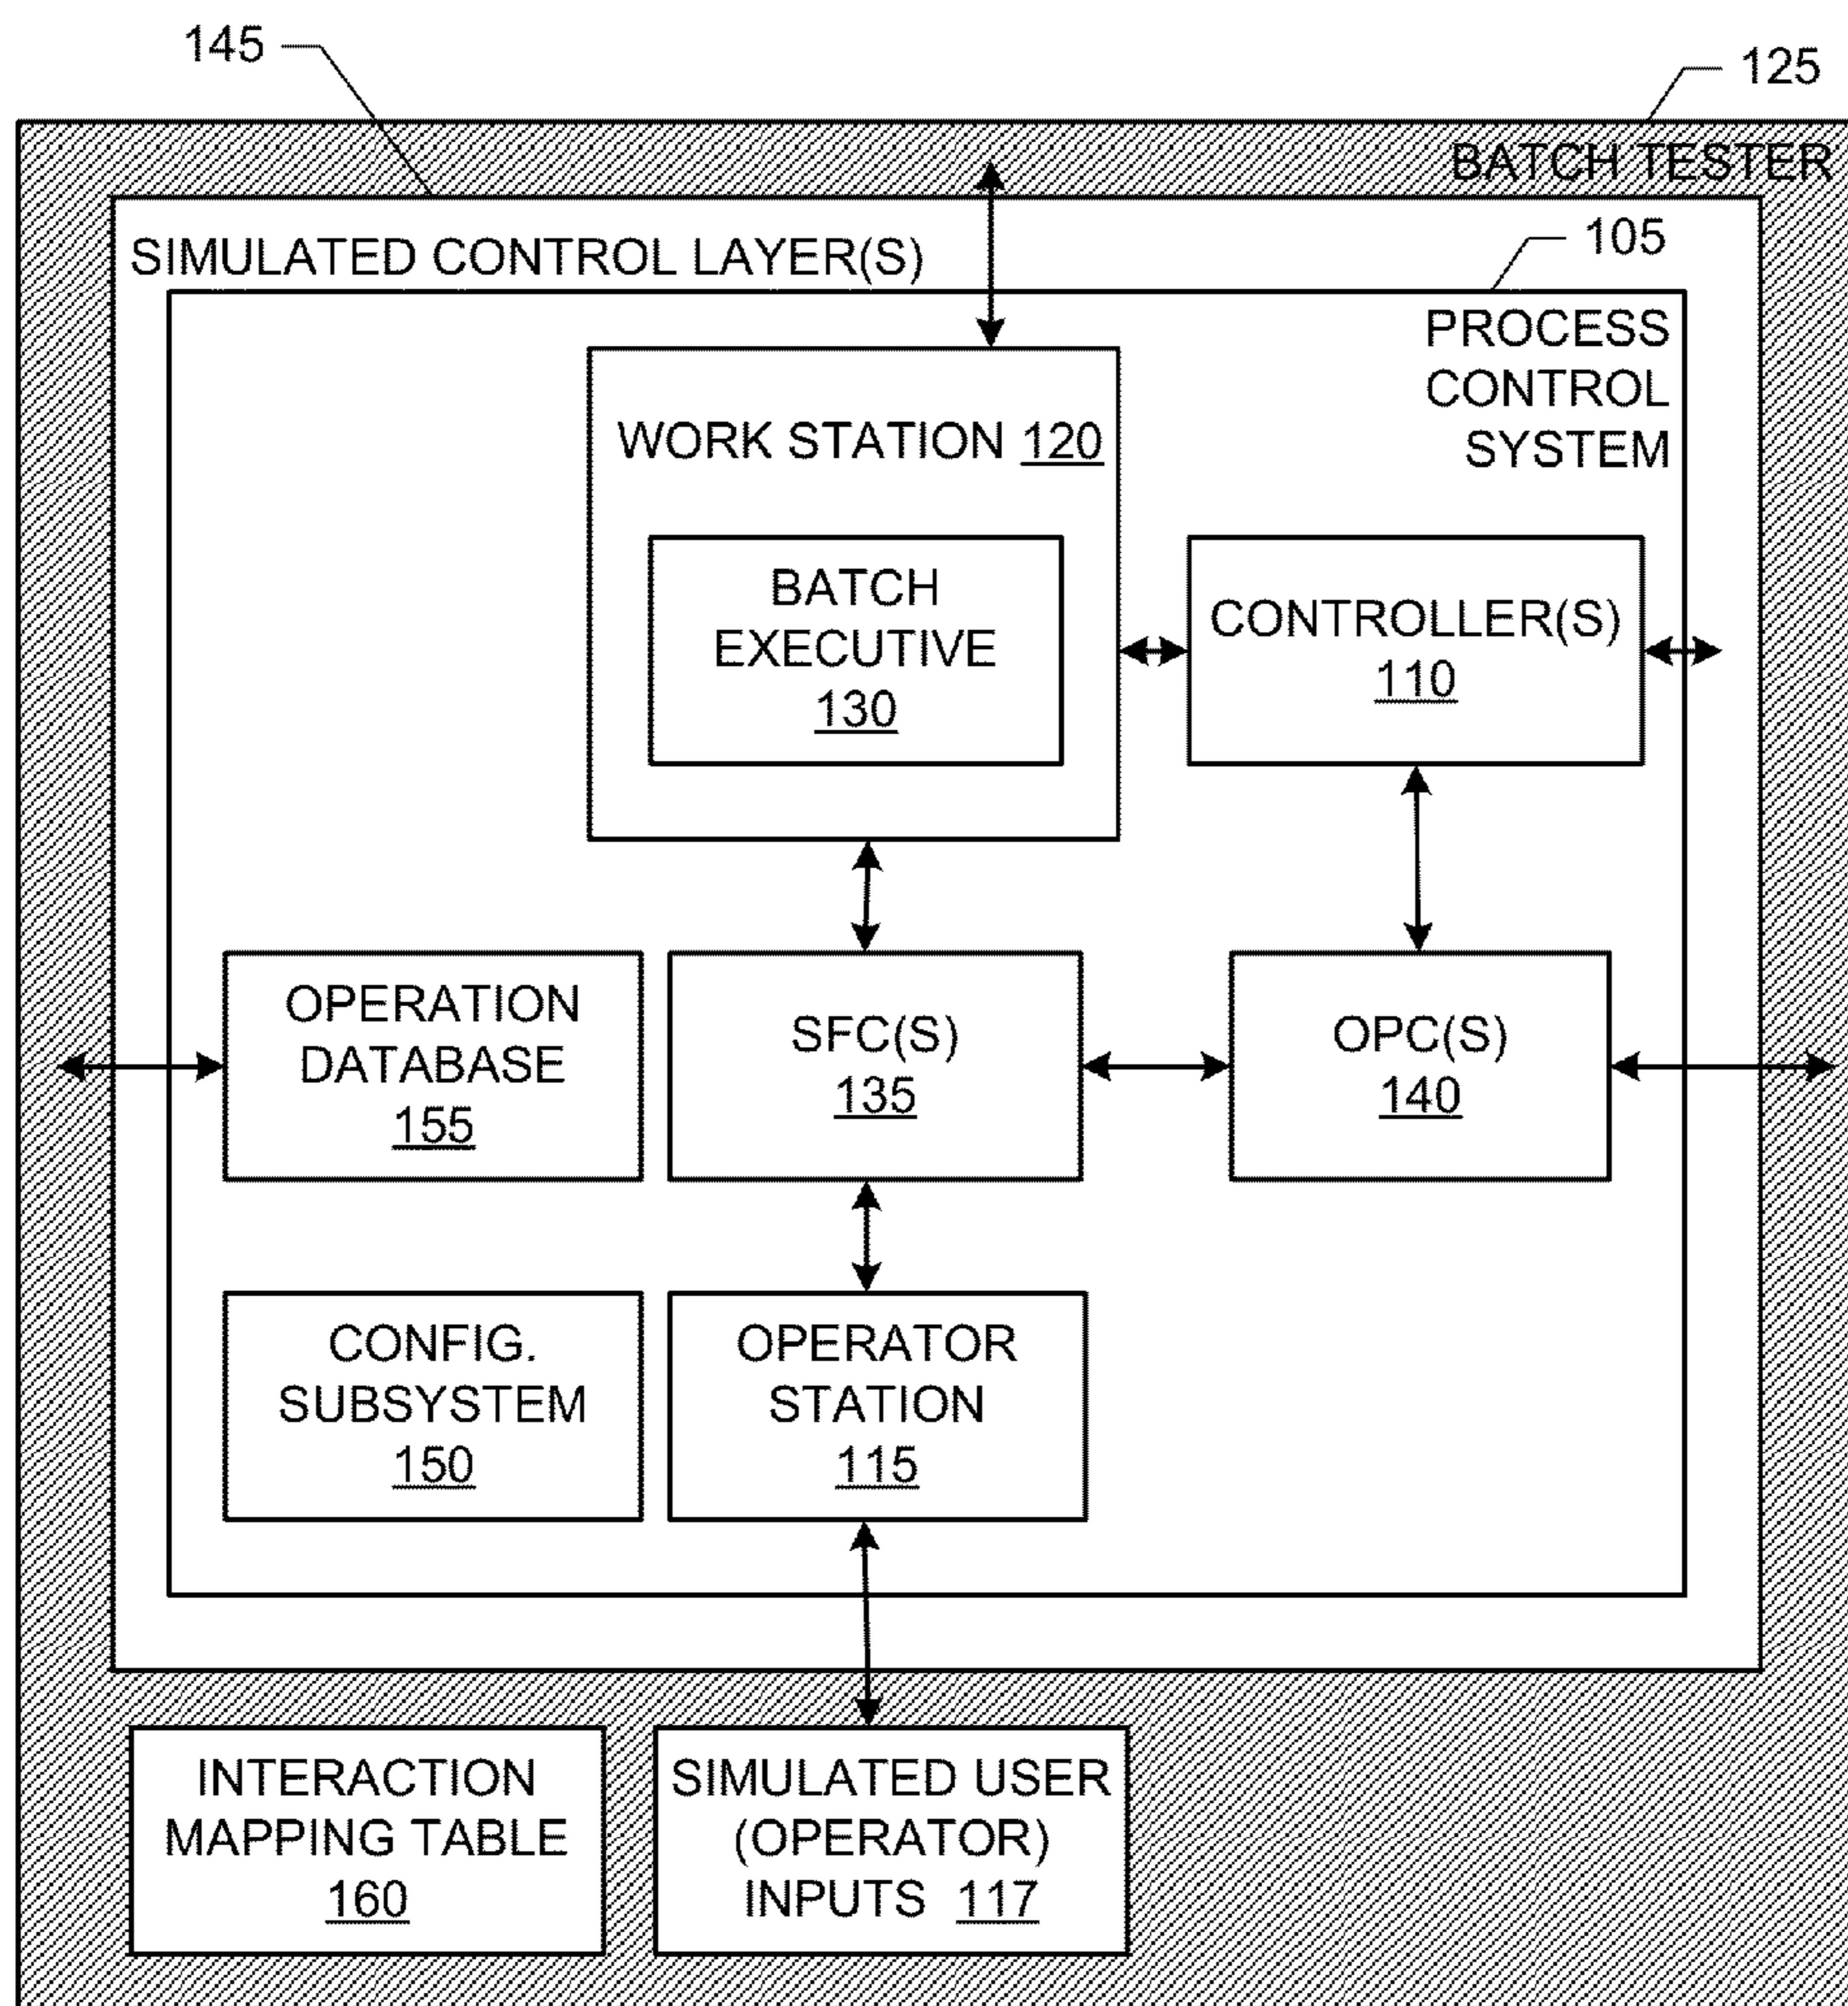 145
125
BATCH TESTER
SIMULATED CONTROL LAYER(S)
105
PROCESS
CONTROL
SYSTEM
WORK STATION 120
BATCH
EXECUTIVE
130
CONTROLLER(S)
110
OPERATION
DATABASE
155
SFC(S)
135
OPC(S)
140
CONFIG.
SUBSYSTEM
150
OPERATOR
STATION
115
INTERACTION
MAPPING TABLE
160
SIMULATED USER
(OPERATOR)
INPUTS 117